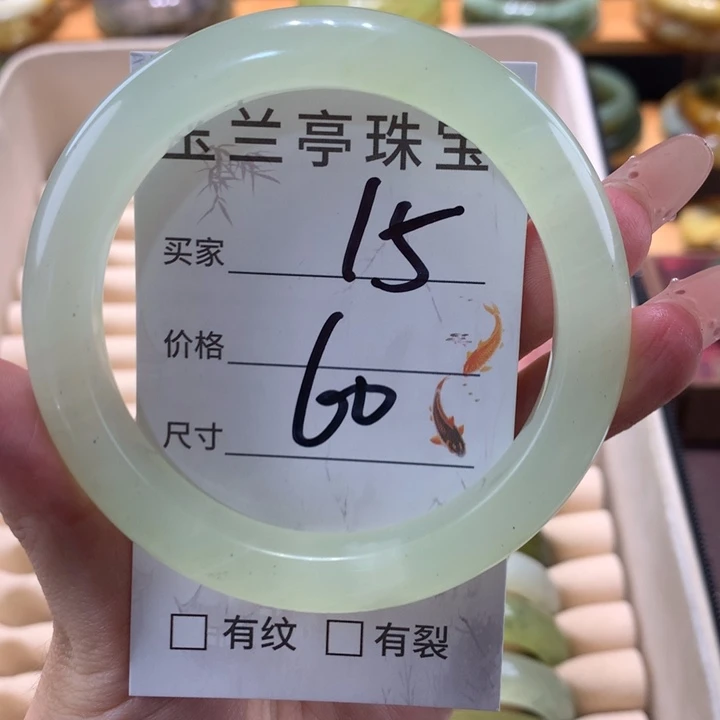 玉兰亭珠宝
买家 15
价格
尺寸 60
□ 有纹 □ 有裂